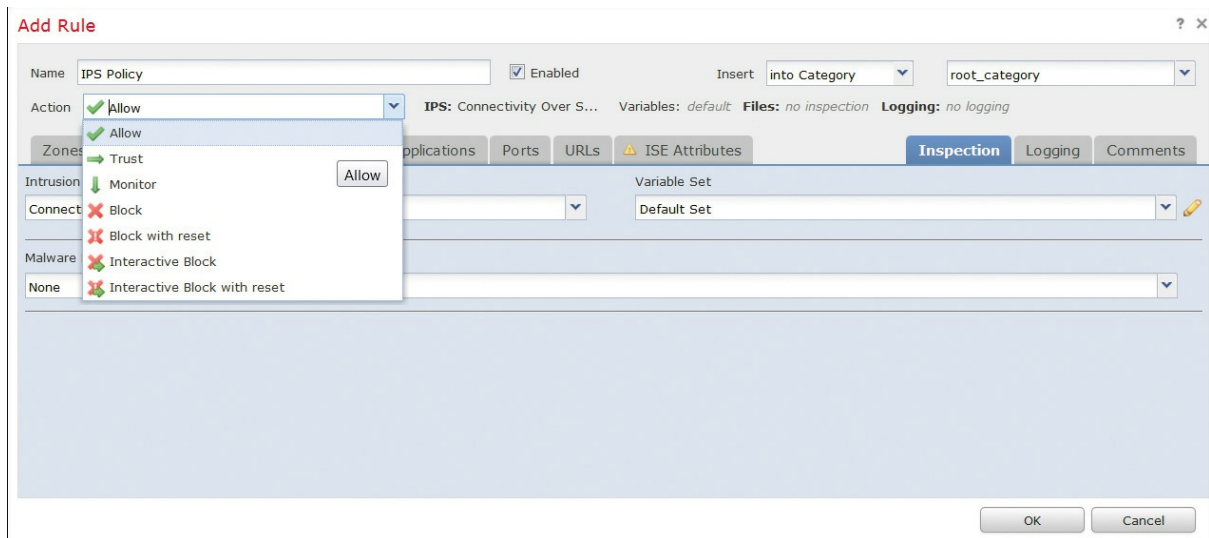 Add Rule
? ×
Name IPS Policy Enabled Insert into Category root_category
Action Allow IPS: Connectivity Over S... Variables: default Files: no inspection Logging: no logging
Allow
Trust
Monitor
Block
Block with reset
Interactive Block
Interactive Block with reset
Allow
Zones pplications Ports URLs ISE Attributes Inspection Logging Comments
Intrusion Variable Set
Connect Default Set
Malware
None
OK Cancel